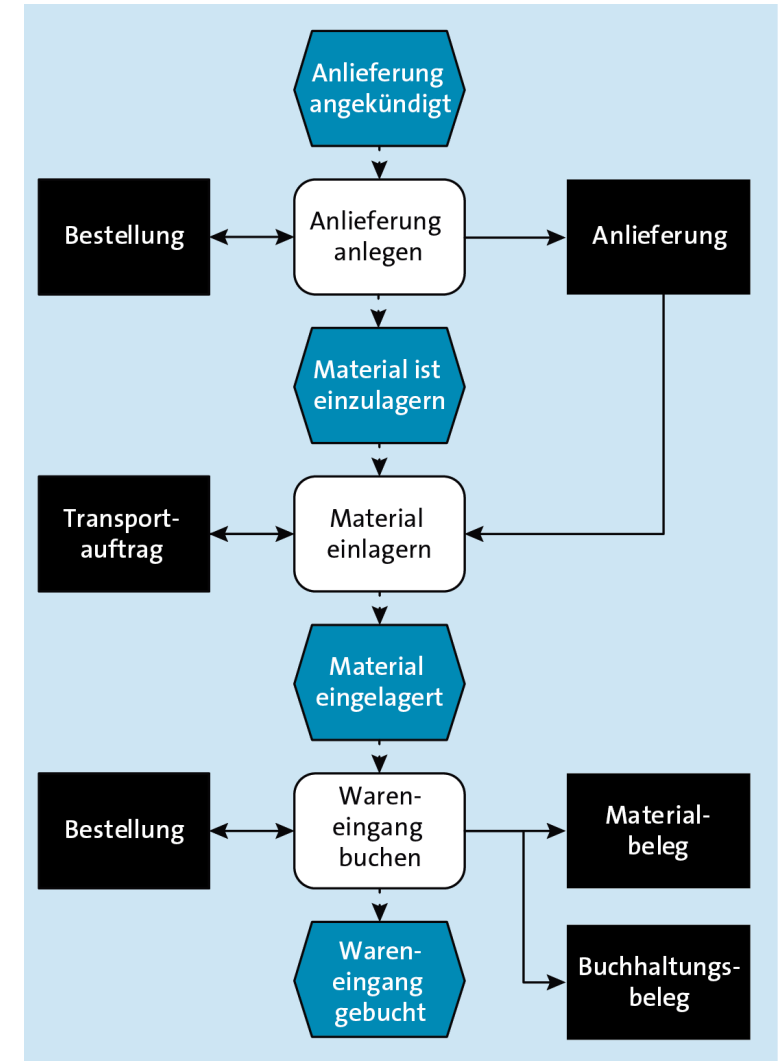 Anlieferung
angekündigt
Bestellung
Anlieferung
anlegen
Anlieferung
Material ist
einzulagern
Transport-
auftrag
Material
einlagern
Material
eingelagert
Bestellung
Waren-
eingang
buchen
Material-
beleg
Waren-
eingang
gebucht
Buchhaltungs-
beleg